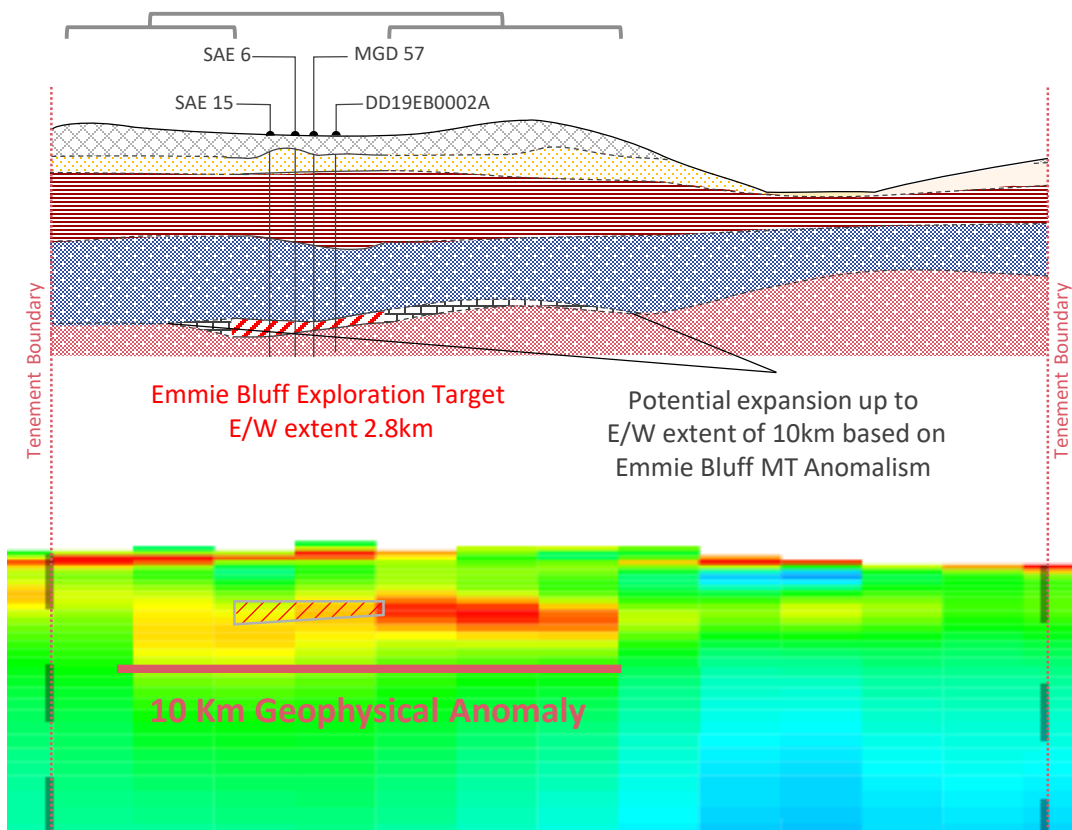 SAE 6
MGD 57
SAE 15
DD19EB0002A
Tenement Boundary
Tenement Boundary
Emmie Bluff Exploration Target
E/W extent 2.8km
Potential expansion up to
E/W extent of 10km based on
Emmie Bluff MT Anomalism
10 Km Geophysical Anomaly